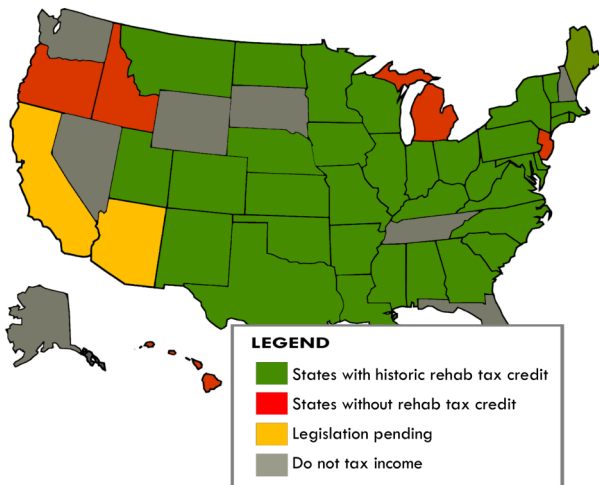 LEGEND
States with historic rehab tax credit
States without rehab tax credit
Legislation pending
Do not tax income